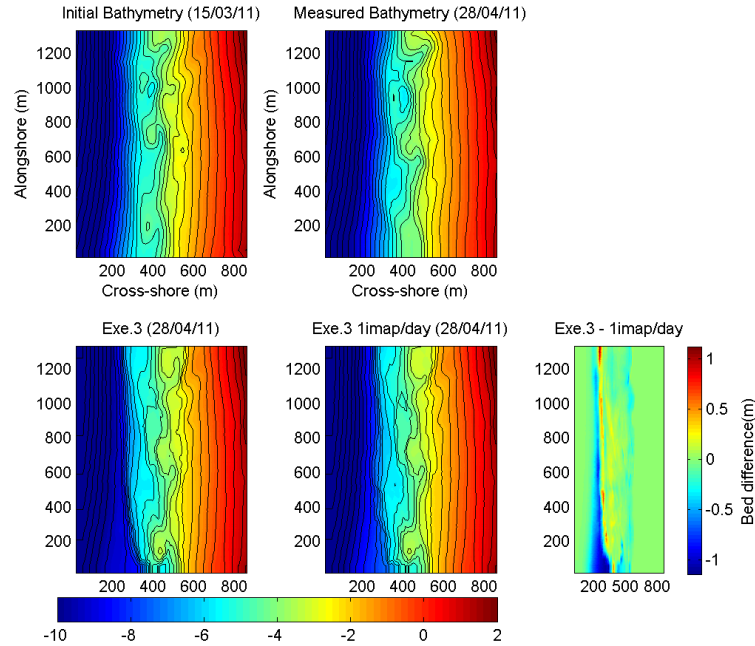 Initial Bathymetry (15/03/11)
Measured Bathymetry (28/04/11)
1200
1000
800
600
400
200
Alongshore (m)
200 400 600 800
Cross-shore (m)
1200
1000
800
600
400
200
Alongshore (m)
200 400 600 800
Cross-shore (m)
Exe.3 (28/04/11)
Exe.3 1imap/day (28/04/11)
Exe.3 - 1imap/day
1200
1000
800
600
400
200
200 400 600 800
1200
1000
800
600
400
200
200 400 600 800
1200
1000
800
600
400
200
200 500 800
1
0.5
0
-0.5
-1
Bed difference(m)
-10 -8 -6 -4 -2 0 2